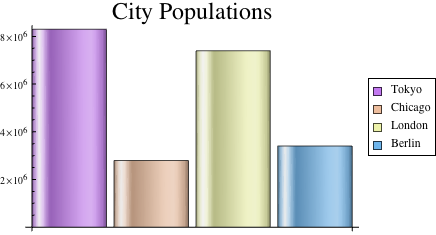 City Populations
8×10⁶
6×10⁶
4×10⁶
2×10⁶
Tokyo
Chicago
London
Berlin